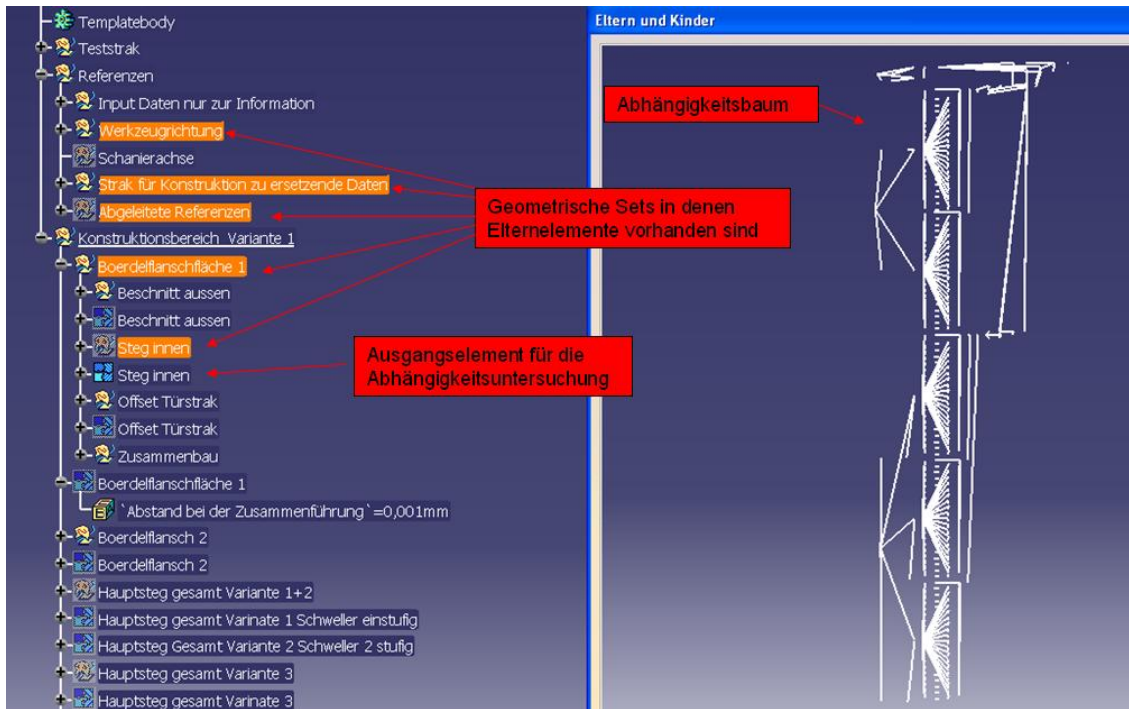 Templatebody
Teststrak
Referenzen
Input Daten nur zur Information
Werkzeugrichtung
Schanierachse
Strak für Konstruktion zu ersetzende Daten
Abgeleitete Referenzen
Konstruktionsbereich Variante 1
Boerdelflanschfläche 1
Beschnitt aussen
Beschnitt aussen
Steg innen
Steg innen
Offset Türstrak
Offset Türstrak
Zusammenbau
Boerdelflanschfläche 1
`Abstand bei der Zusammenführung`=0,001mm
Boerdelflansch 2
Boerdelflansch 2
Hauptsteg gesamt Variante 1+2
Hauptsteg gesamt Varinate 1 Schweller einstufig
Hauptsteg Gesamt Variante 2 Schweller 2 stufig
Hauptsteg gesamt Variante 3
Hauptsteg gesamt Varinate 3
Geometrische Sets in denen
Elternelemente vorhanden sind
Ausgangselement für die
Abhängigkeitsuntersuchung
Eltern und Kinder
Abhängigkeitsbaum